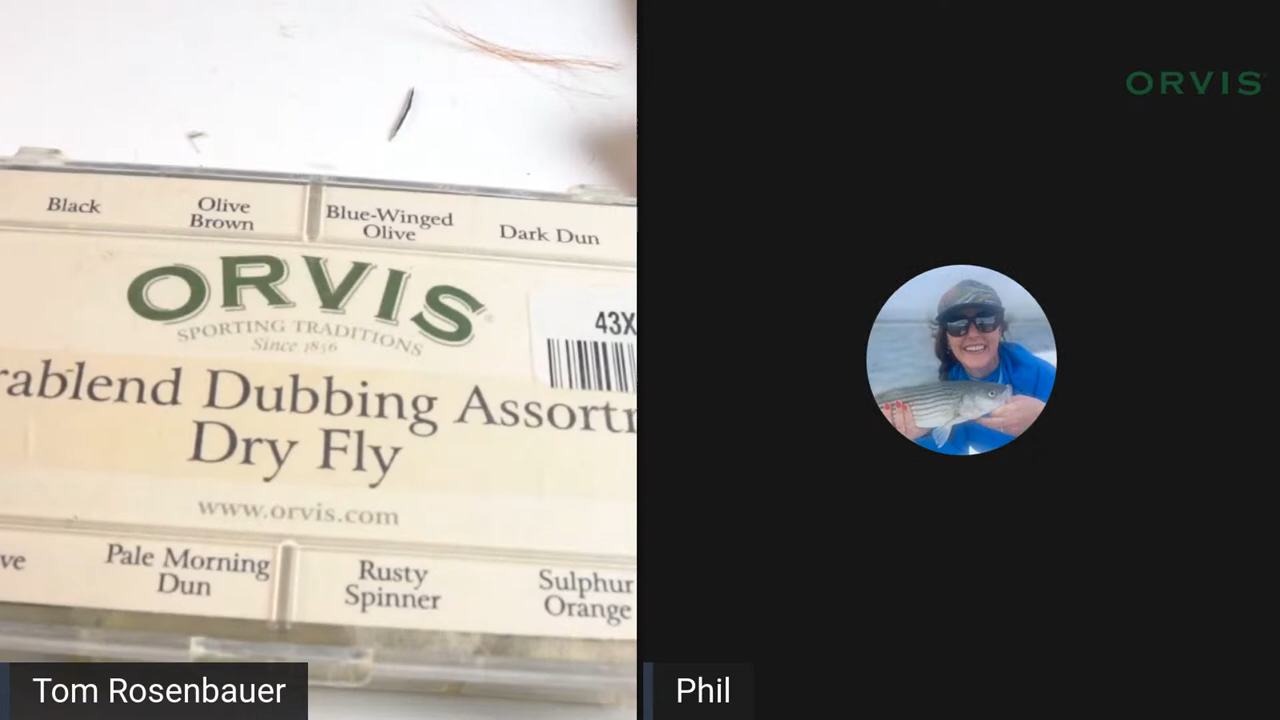 ORVIS
Black
Olive
Brown
Blue-Winged
Olive
Dark Dun
ORVIS
SPORTING TRADITIONS
Since 1856
43X
rablend Dubbing Assort
Dry Fly
www.orvis.com
ve
Pale Morning
Dun
Rusty
Spinner
Sulphur
Orange
Tom Rosenbauer
Phil